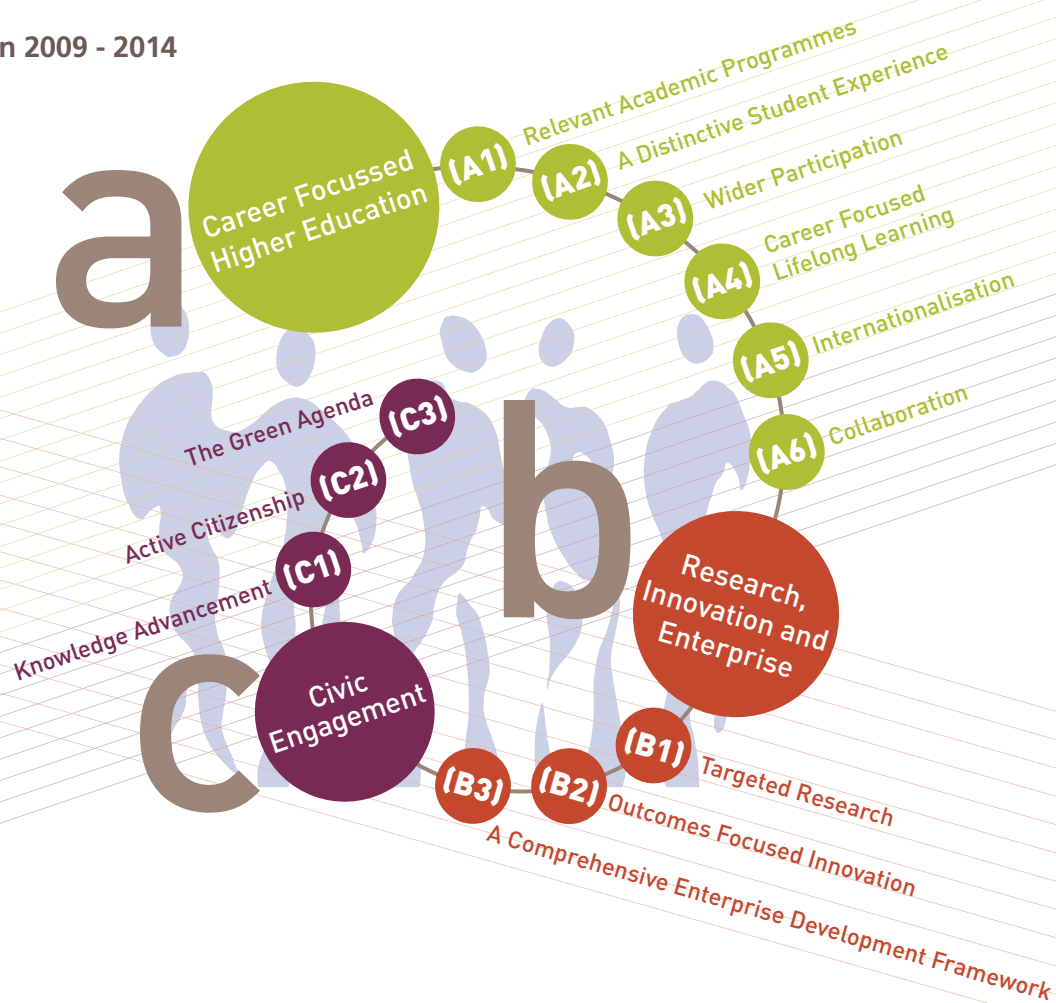 n 2009 - 2014
a
Career Focussed
Higher Education
(A1)
Relevant Academic Programmes
(A2)
A Distinctive Student Experience
(A3)
Wider Participation
(A4)
Career Focused
Lifelong Learning
(A5)
Internationalisation
(A6)
Collaboration
b
Research,
Innovation and
Enterprise
(B1)
Targeted Research
(B2)
Outcomes Focused Innovation
(B3)
A Comprehensive Enterprise Development Framework
c
Civic
Engagement
(C1)
Knowledge Advancement
(C2)
Active Citizenship
(C3)
The Green Agenda